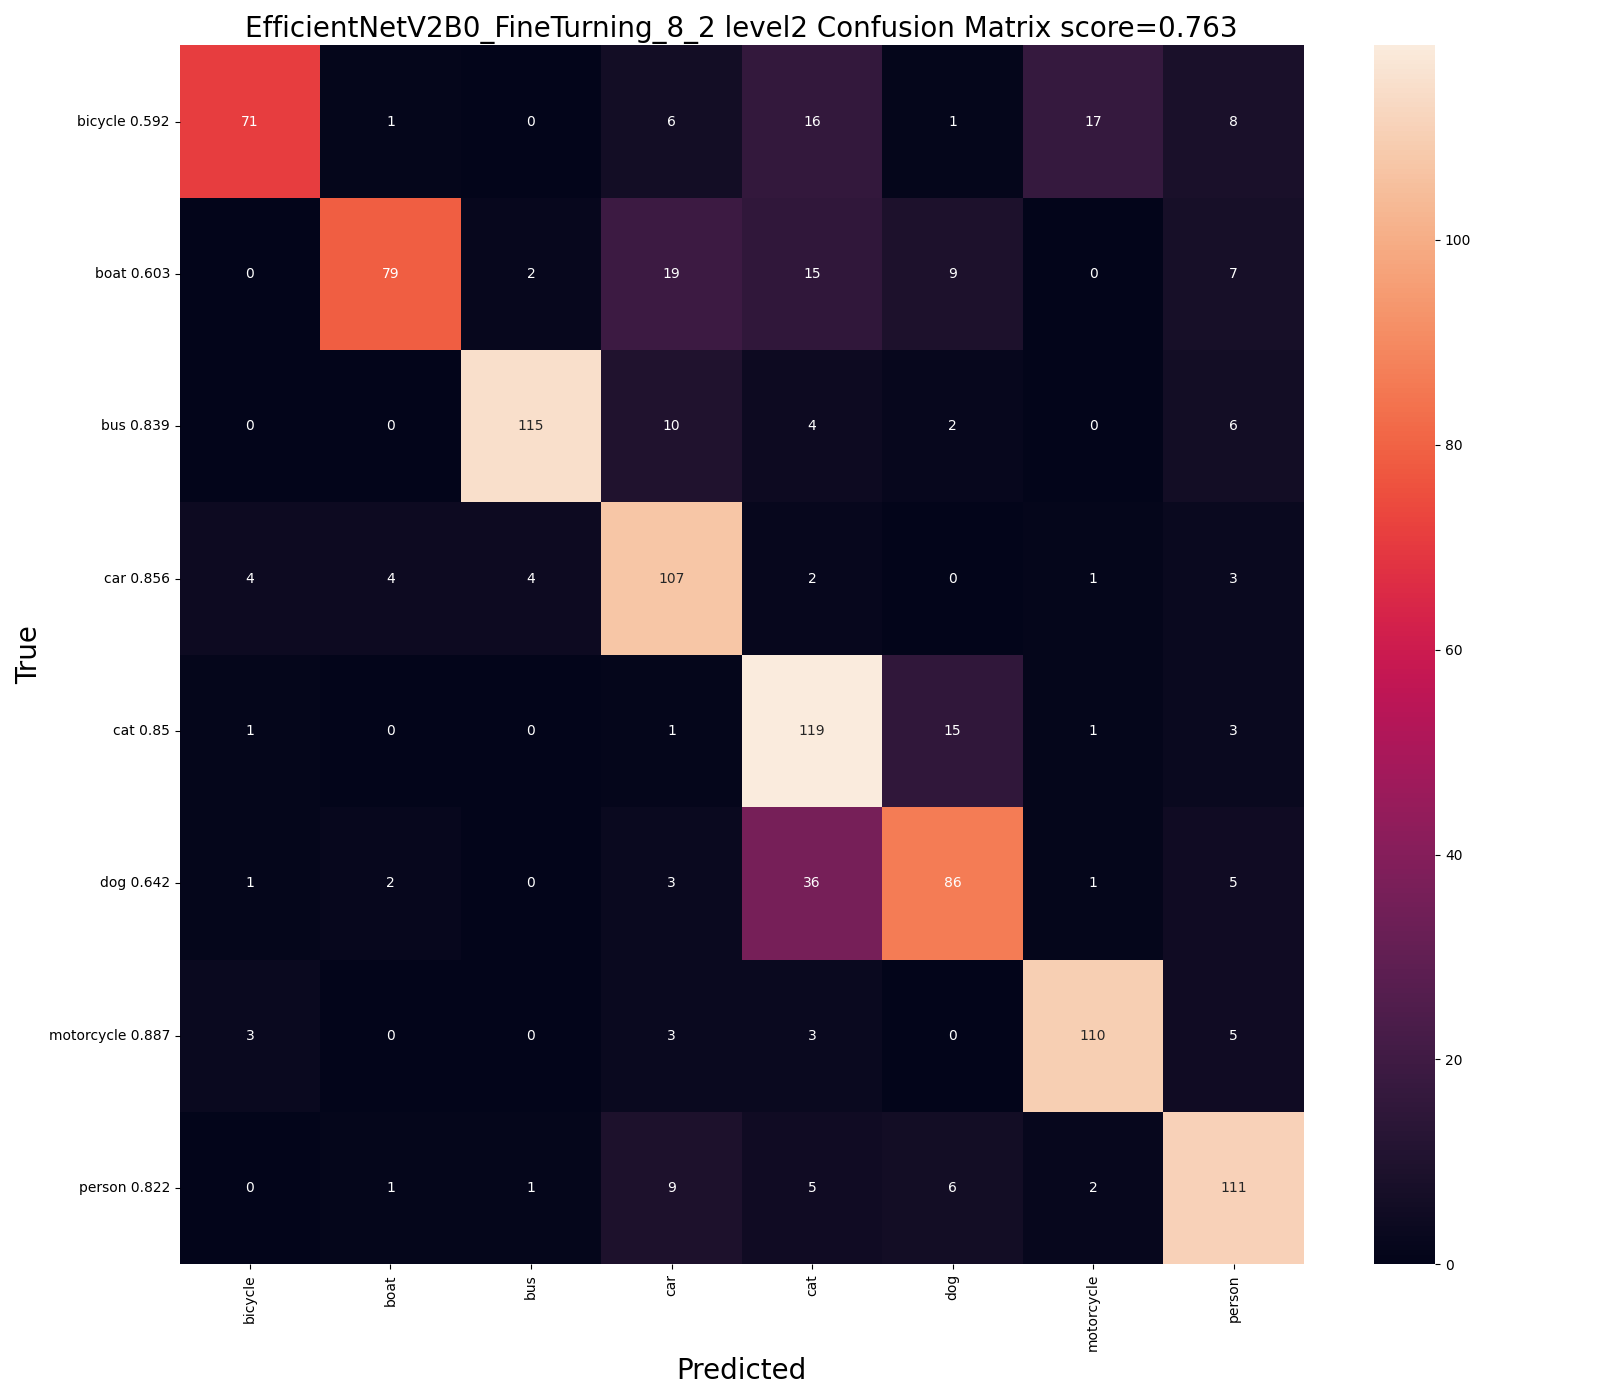 EfficientNetV2B0_FineTurning_8_2 level2 Confusion Matrix score=0.763
True
bicycle 0.592 71 1 0 6 16 1 17 8
boat 0.603 0 79 2 19 15 9 0 7
bus 0.839 0 0 115 10 4 2 0 6
car 0.856 4 4 4 107 2 0 1 3
cat 0.85 1 0 0 1 119 15 1 3
dog 0.642 1 2 0 3 36 86 1 5
motorcycle 0.887 3 0 0 3 3 0 110 5
person 0.822 0 1 1 9 5 6 2 111
bicycle boat bus car cat dog motorcycle person
Predicted
100
80
60
40
20
0